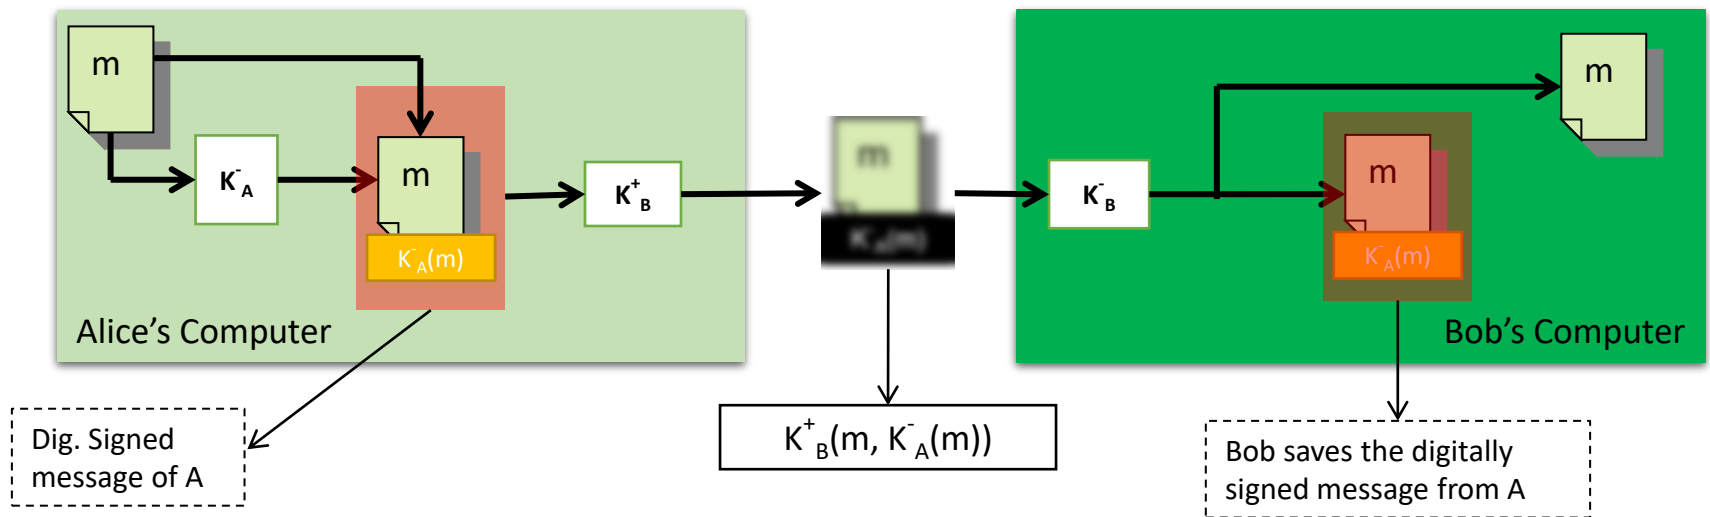 m
K⁻A
m
K⁻A(m)
K⁺B
m
K⁻A(m)
K⁻B
m
K⁻A(m)
m
Alice’s Computer
Bob’s Computer
Dig. Signed
message of A
K⁺B(m, K⁻A(m))
Bob saves the digitally
signed message from A